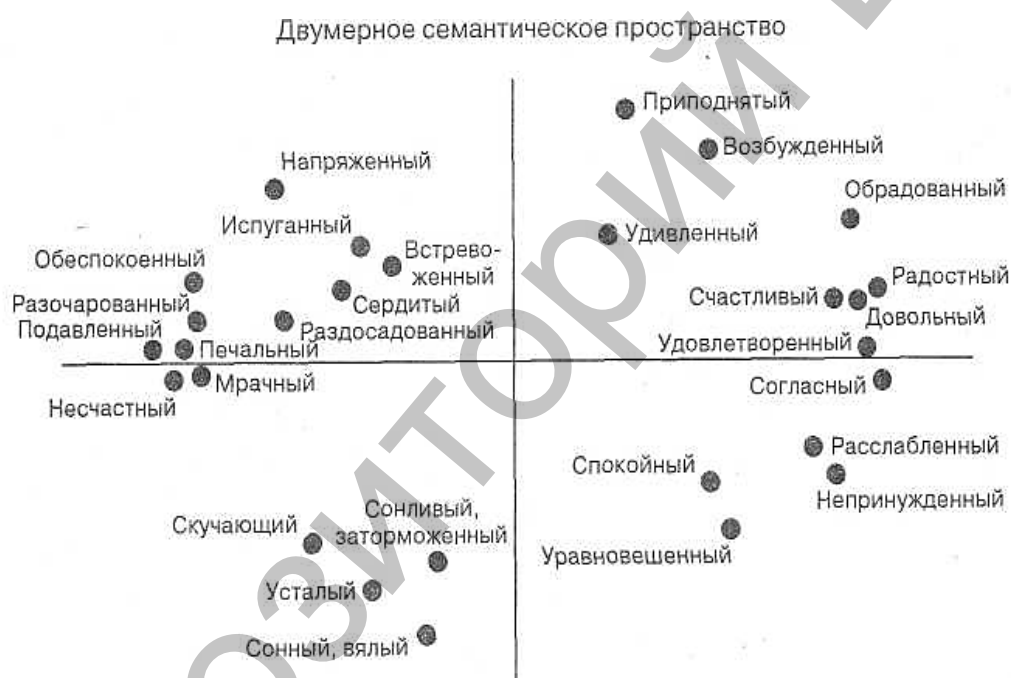 Двумерное семантическое пространство
Приподнятый
Возбужденный
Напряженный
Обрадованный
Испуганный
Удивленный
Встрево-
женный
Обеспокоенный
Радостный
Счастливый
Разочарованный
Сердитый
Довольный
Подавленный
Раздосадованный
Удовлетворенный
Печальный
Мрачный
Согласный
Несчастный
Расслабленный
Спокойный
Непринужденный
Сонливый,
заторможенный
Скучающий
Уравновешенный
Усталый
Сонный, вялый